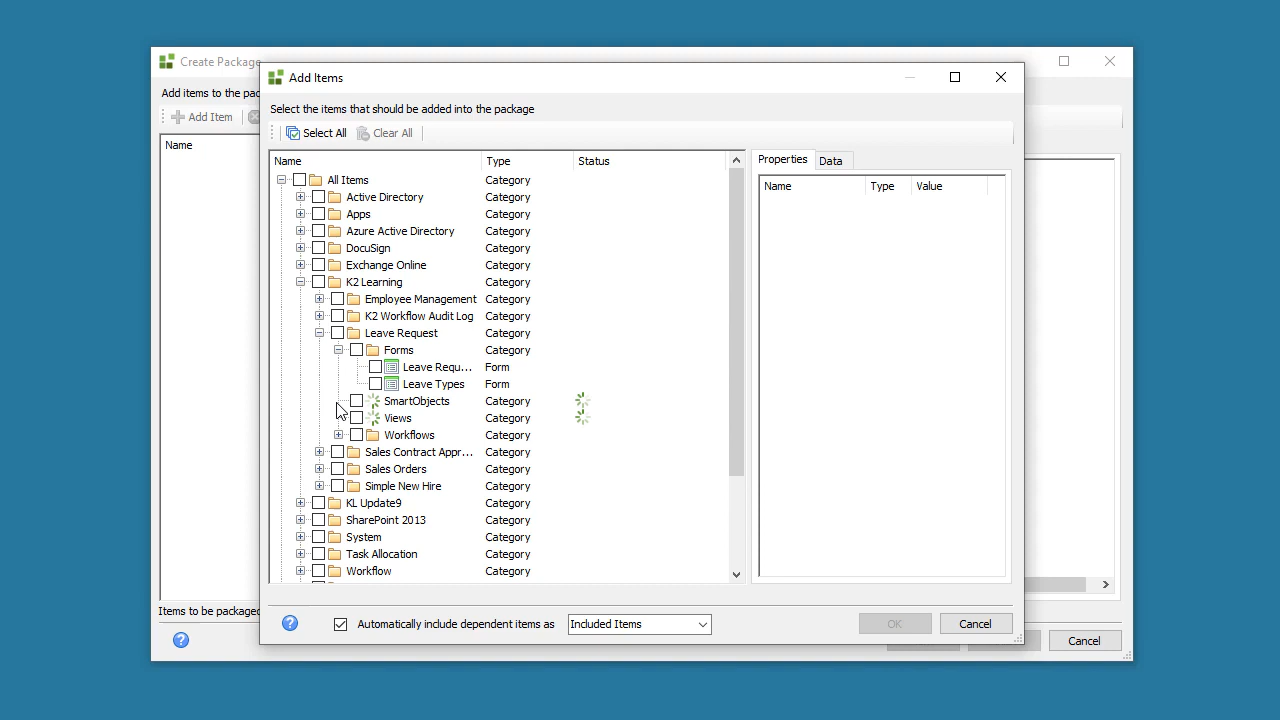 Create Package
Add items to the pac
Add Item
Name
Items to be packaged
Cancel
Add Items
Select the items that should be added into the package
Select All Clear All
Name Type Status
All Items Category
Active Directory Category
Apps Category
Azure Active Directory Category
DocuSign Category
Exchange Online Category
K2 Learning Category
Employee Management Category
K2 Workflow Audit Log Category
Leave Request Category
Forms Category
Leave Requ... Form
Leave Types Form
SmartObjects Category
Views Category
Workflows Category
Sales Contract Appr... Category
Sales Orders Category
Simple New Hire Category
KL Update9 Category
SharePoint 2013 Category
System Category
Task Allocation Category
Workflow Category
Properties Data
Name Type Value
Automatically include dependent items as Included Items
OK Cancel